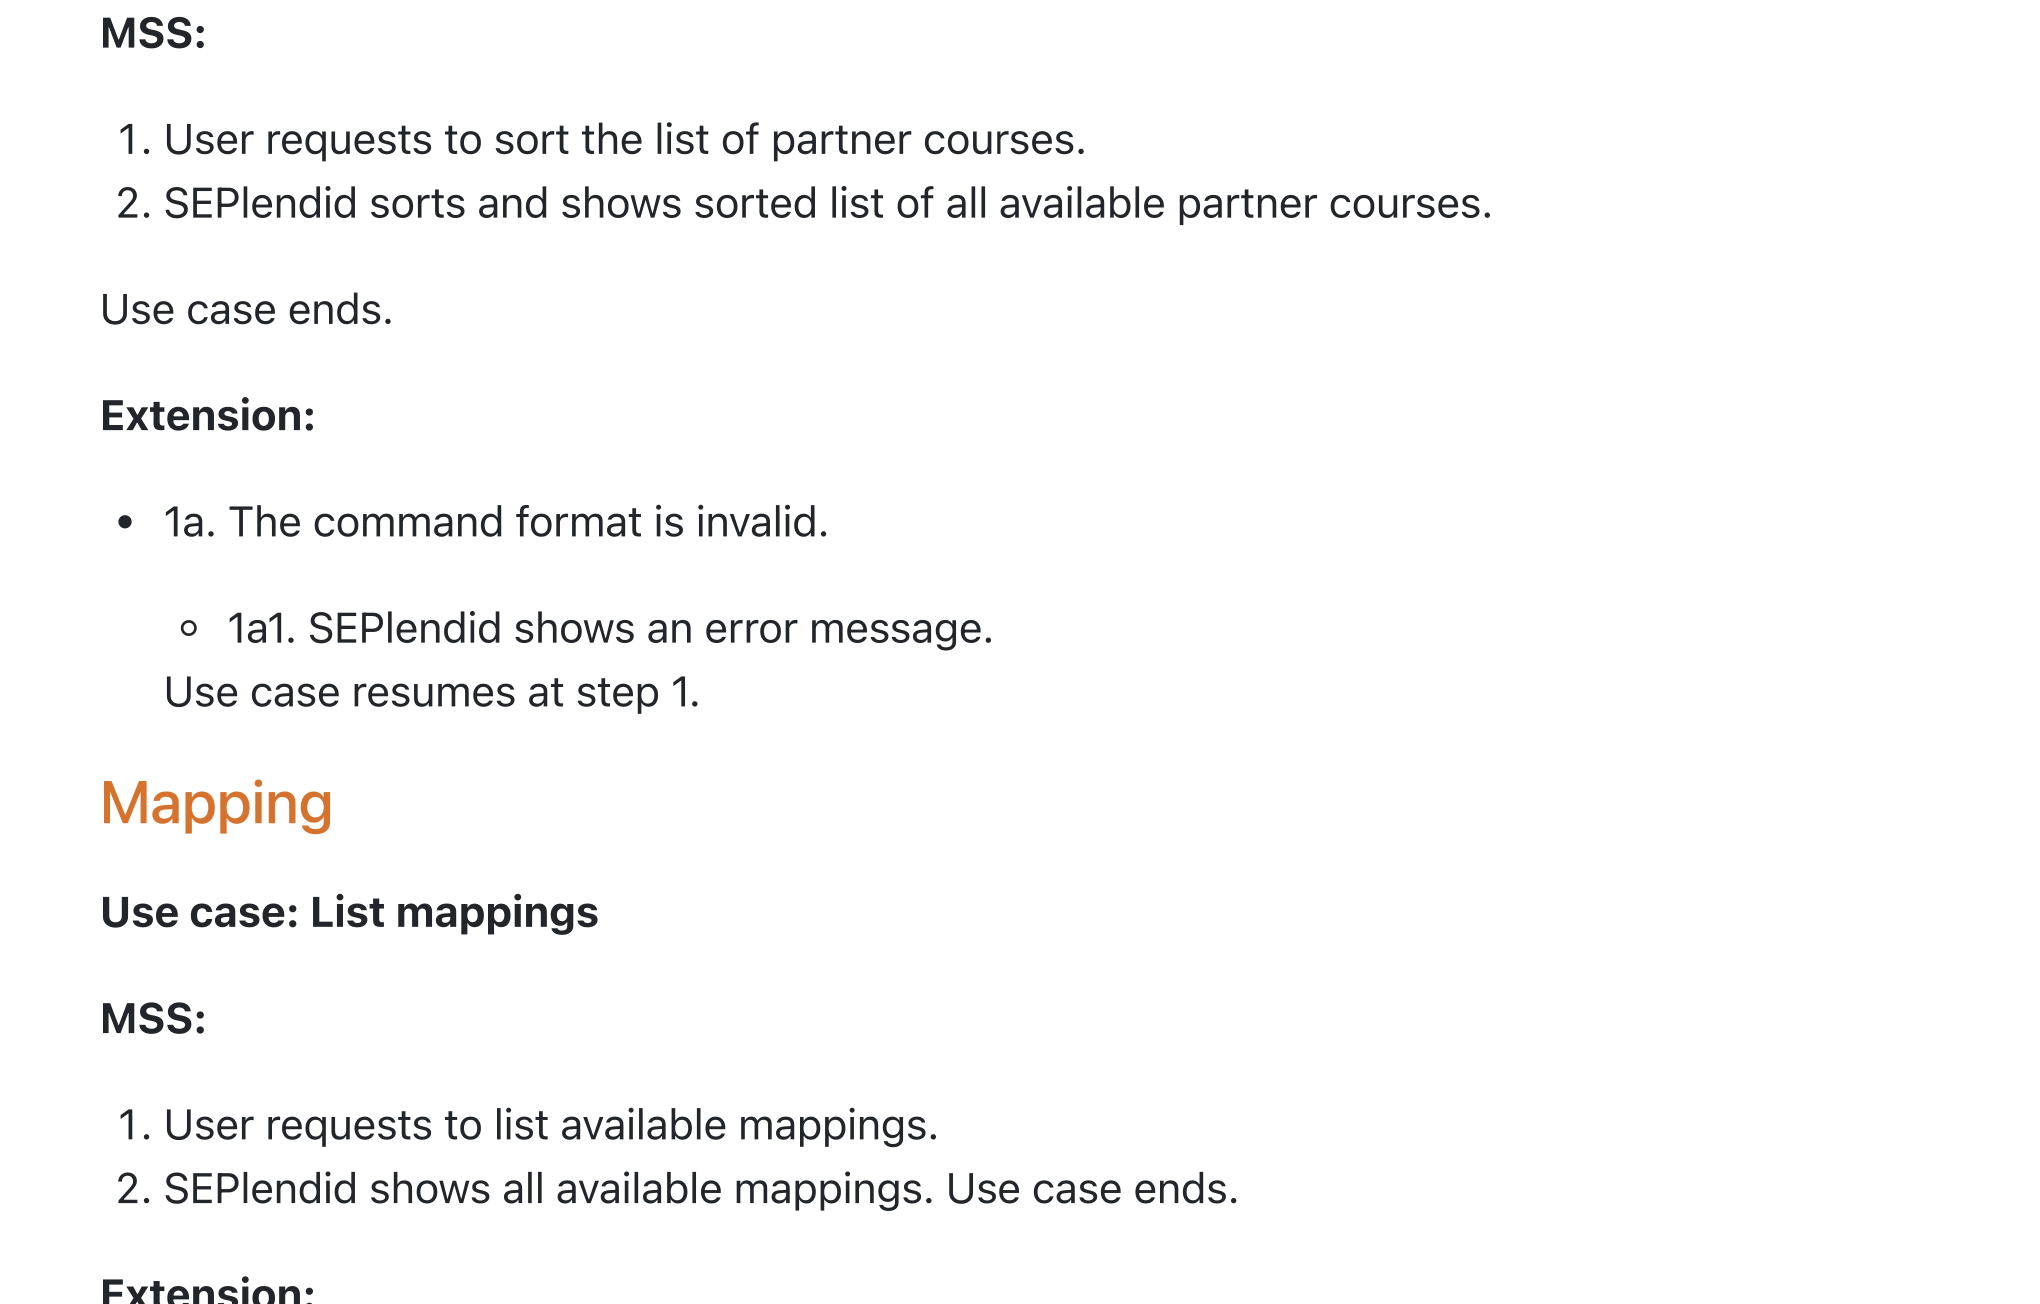 MSS:
1. User requests to sort the list of partner courses.
2. SEPlendid sorts and shows sorted list of all available partner courses.
Use case ends.
Extension:
• 1a. The command format is invalid.
◦ 1a1. SEPlendid shows an error message.
Use case resumes at step 1.
Mapping
Use case: List mappings
MSS:
1. User requests to list available mappings.
2. SEPlendid shows all available mappings. Use case ends.
Extension: